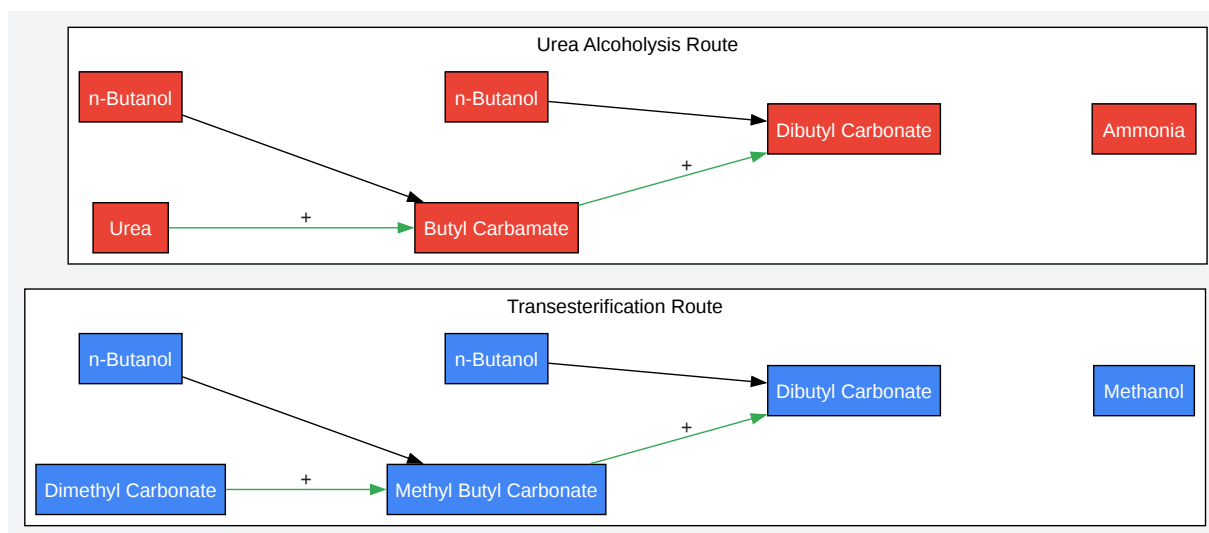 Urea Alcoholysis Route
n-Butanol
n-Butanol
Dibutyl Carbonate
Ammonia
+
+
Urea
Butyl Carbamate
Transesterification Route
n-Butanol
n-Butanol
Dibutyl Carbonate
Methanol
+
+
Dimethyl Carbonate
Methyl Butyl Carbonate